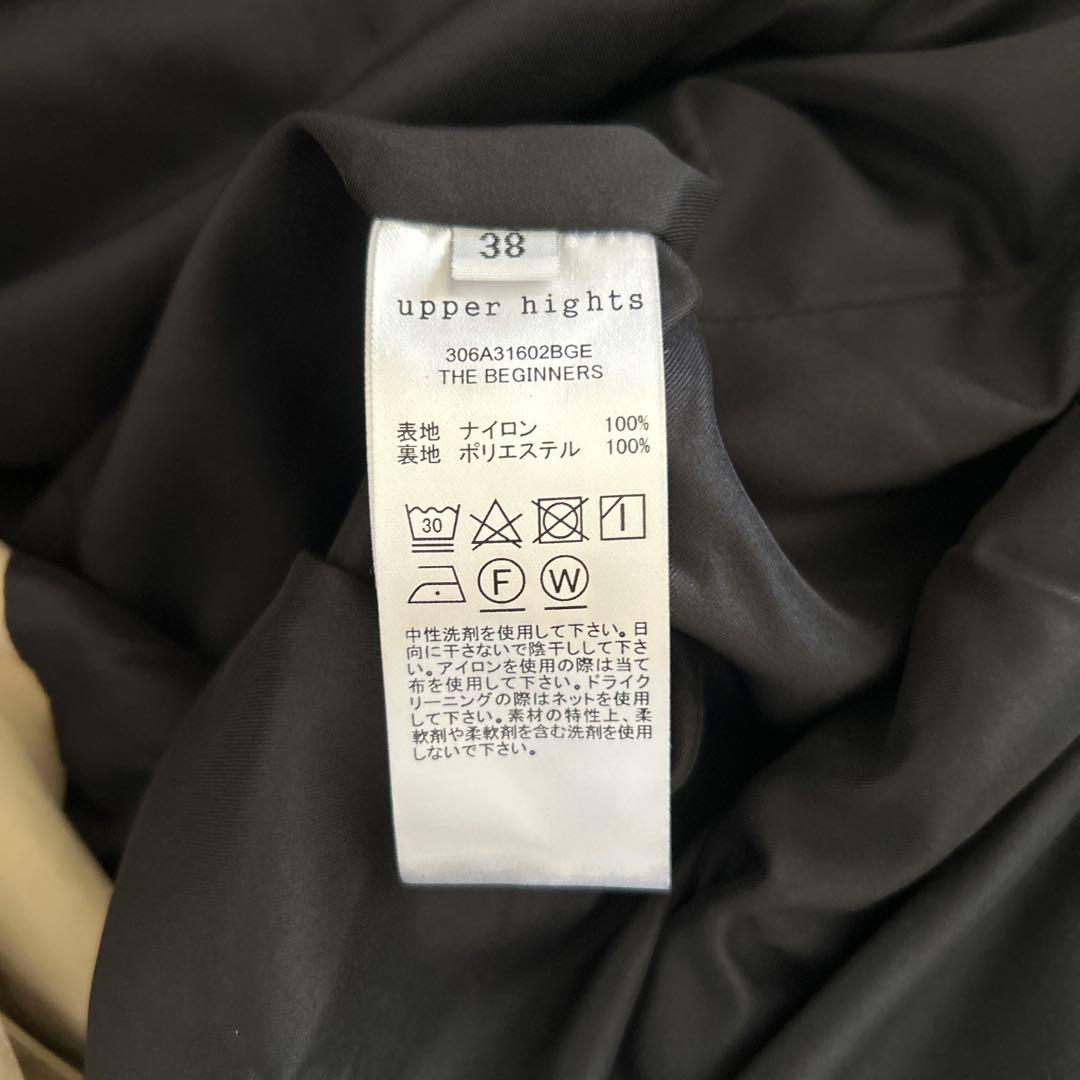 38
upper hights
306A31602BGE
THE BEGINNERS
表地 ナイロン 100%
裏地 ポリエステル 100%
30
F W
中性洗剤を使用して下さい。日
向に干さないで陰干しして下さ
い。アイロンを使用の際は当て
布を使用して下さい。ドライク
リーニングの際はネットを使用
して下さい。素材の特性上、柔
軟剤や柔軟剤を含む洗剤を使用
しないで下さい。